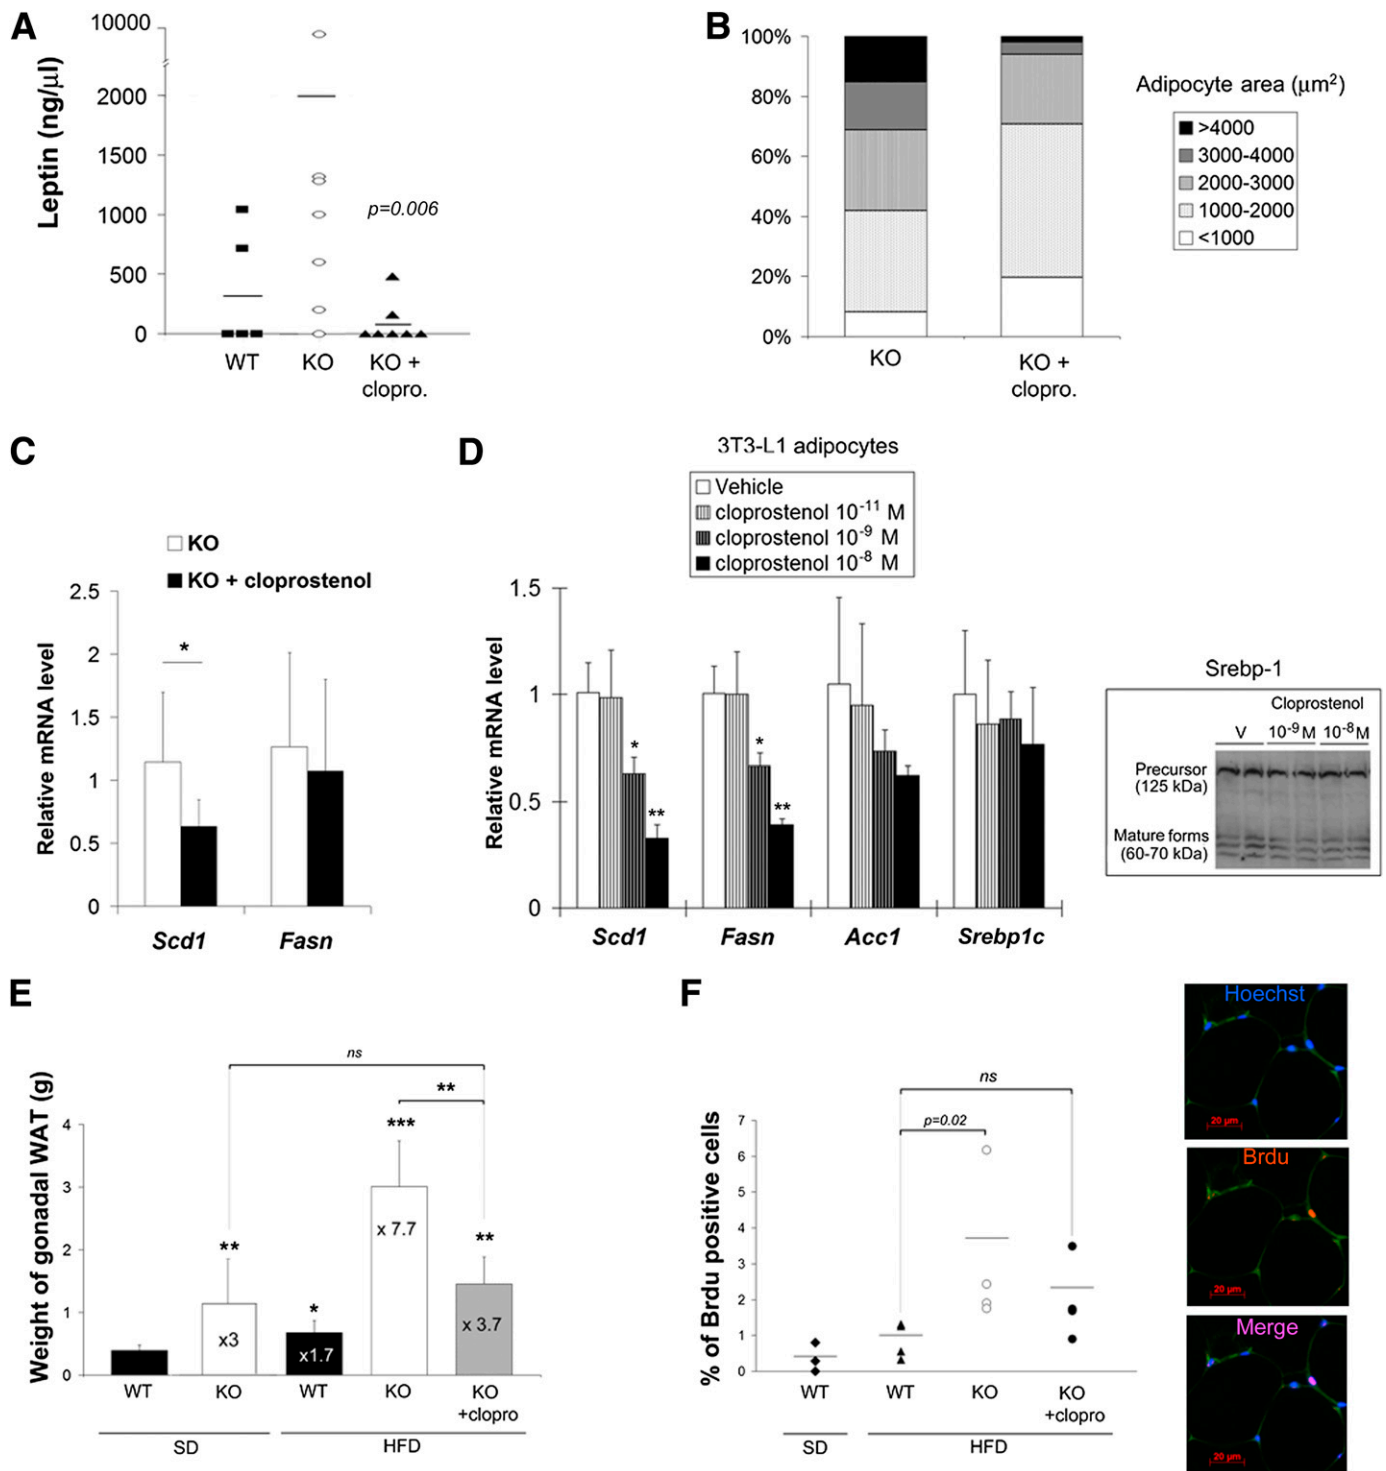 A
Leptin (ng/μl)
10000
2000
1500
1000
500
0
p=0.006
WT
KO
KO +
clopro.
B
100%
80%
60%
40%
20%
0%
KO
KO +
clopro.
Adipocyte area (μm²)
>4000
3000-4000
2000-3000
1000-2000
<1000
C
KO
KO + cloprostenol
Relative mRNA level
2.5
2
1.5
1
0.5
0
*
Scd1
Fasn
D
3T3-L1 adipocytes
Vehicle
cloprostenol 10⁻¹¹ M
cloprostenol 10⁻⁹ M
cloprostenol 10⁻⁸ M
Relative mRNA level
1.5
1
0.5
0
*
**
*
**
Scd1
Fasn
Acc1
Srebp1c
Srebp-1
Cloprostenol
V
10⁻⁹ M
10⁻⁸ M
Precursor
(125 kDa)
Mature forms
(60-70 kDa)
E
Weight of gonadal WAT (g)
4
3
2
1
0
ns
**
***
**
**
*
x3
x1.7
x 7.7
x 3.7
WT
KO
WT
KO
KO
+clopro
SD
HFD
F
% of Brdu positive cells
7
6
5
4
3
2
1
0
ns
p=0.02
WT
WT
KO
KO
+clopro
SD
HFD
Hoechst
20 μm
Brdu
20 μm
Merge
20 μm